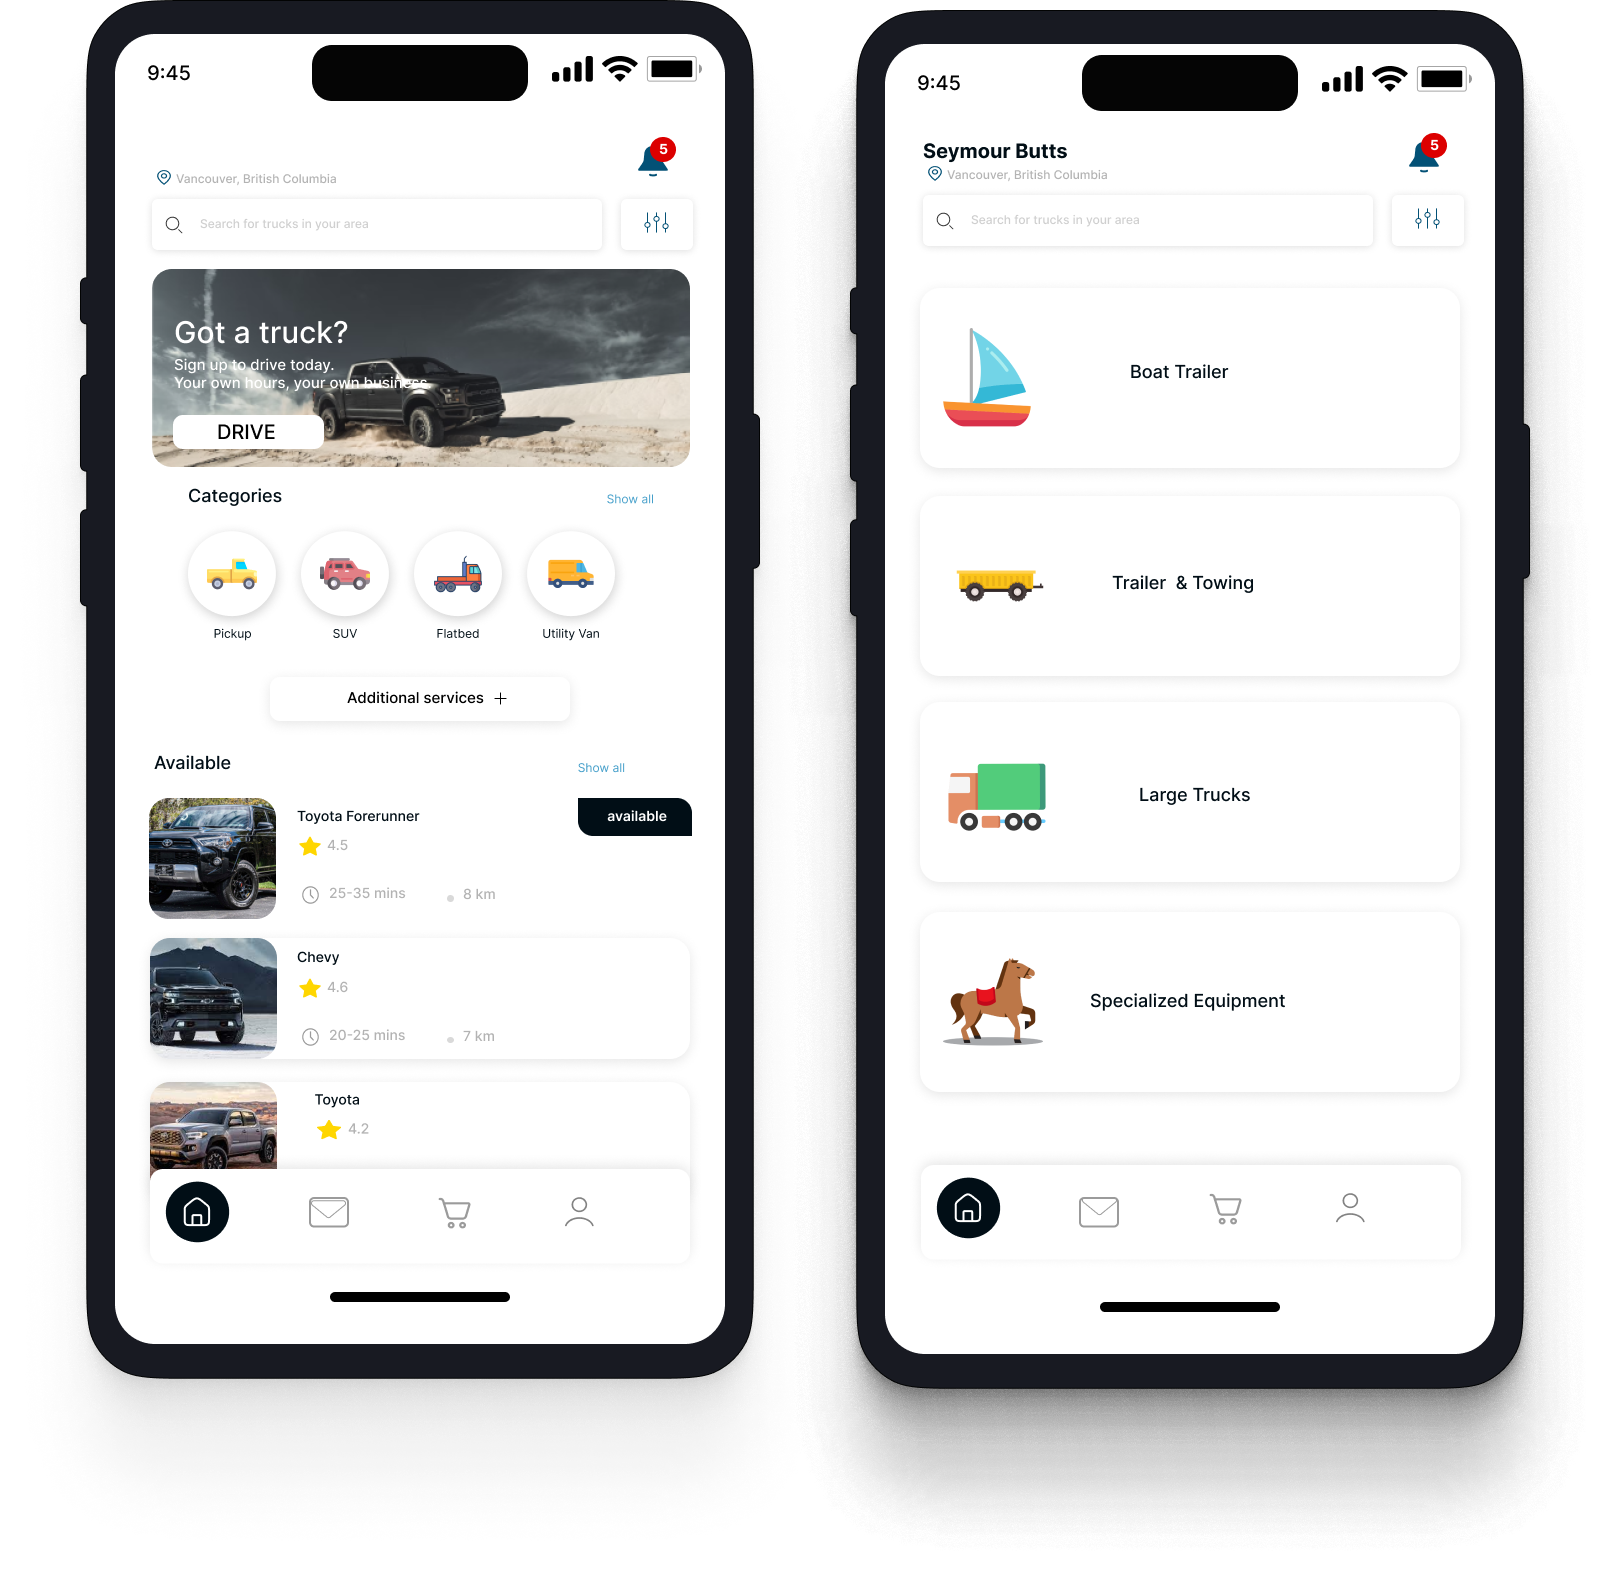 9:45
5
Vancouver, British Columbia
Search for trucks in your area
Got a truck?
Sign up to drive today.
Your own hours, your own business
DRIVE
Categories
Show all
Pickup
SUV
Flatbed
Utility Van
Additional services +
Available
Show all
Toyota Forerunner
available
4.5
25-35 mins
8 km
Chevy
4.6
20-25 mins
7 km
Toyota
4.2
9:45
Seymour Butts
5
Vancouver, British Columbia
Search for trucks in your area
Boat Trailer
Trailer & Towing
Large Trucks
Specialized Equipment